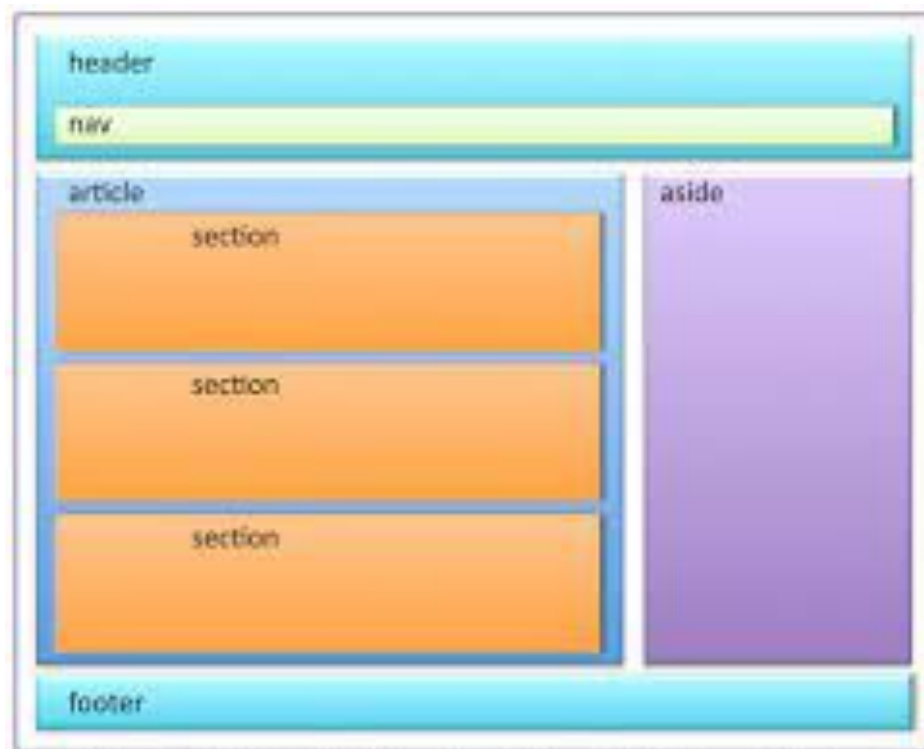 header
nav
article
section
section
section
aside
footer